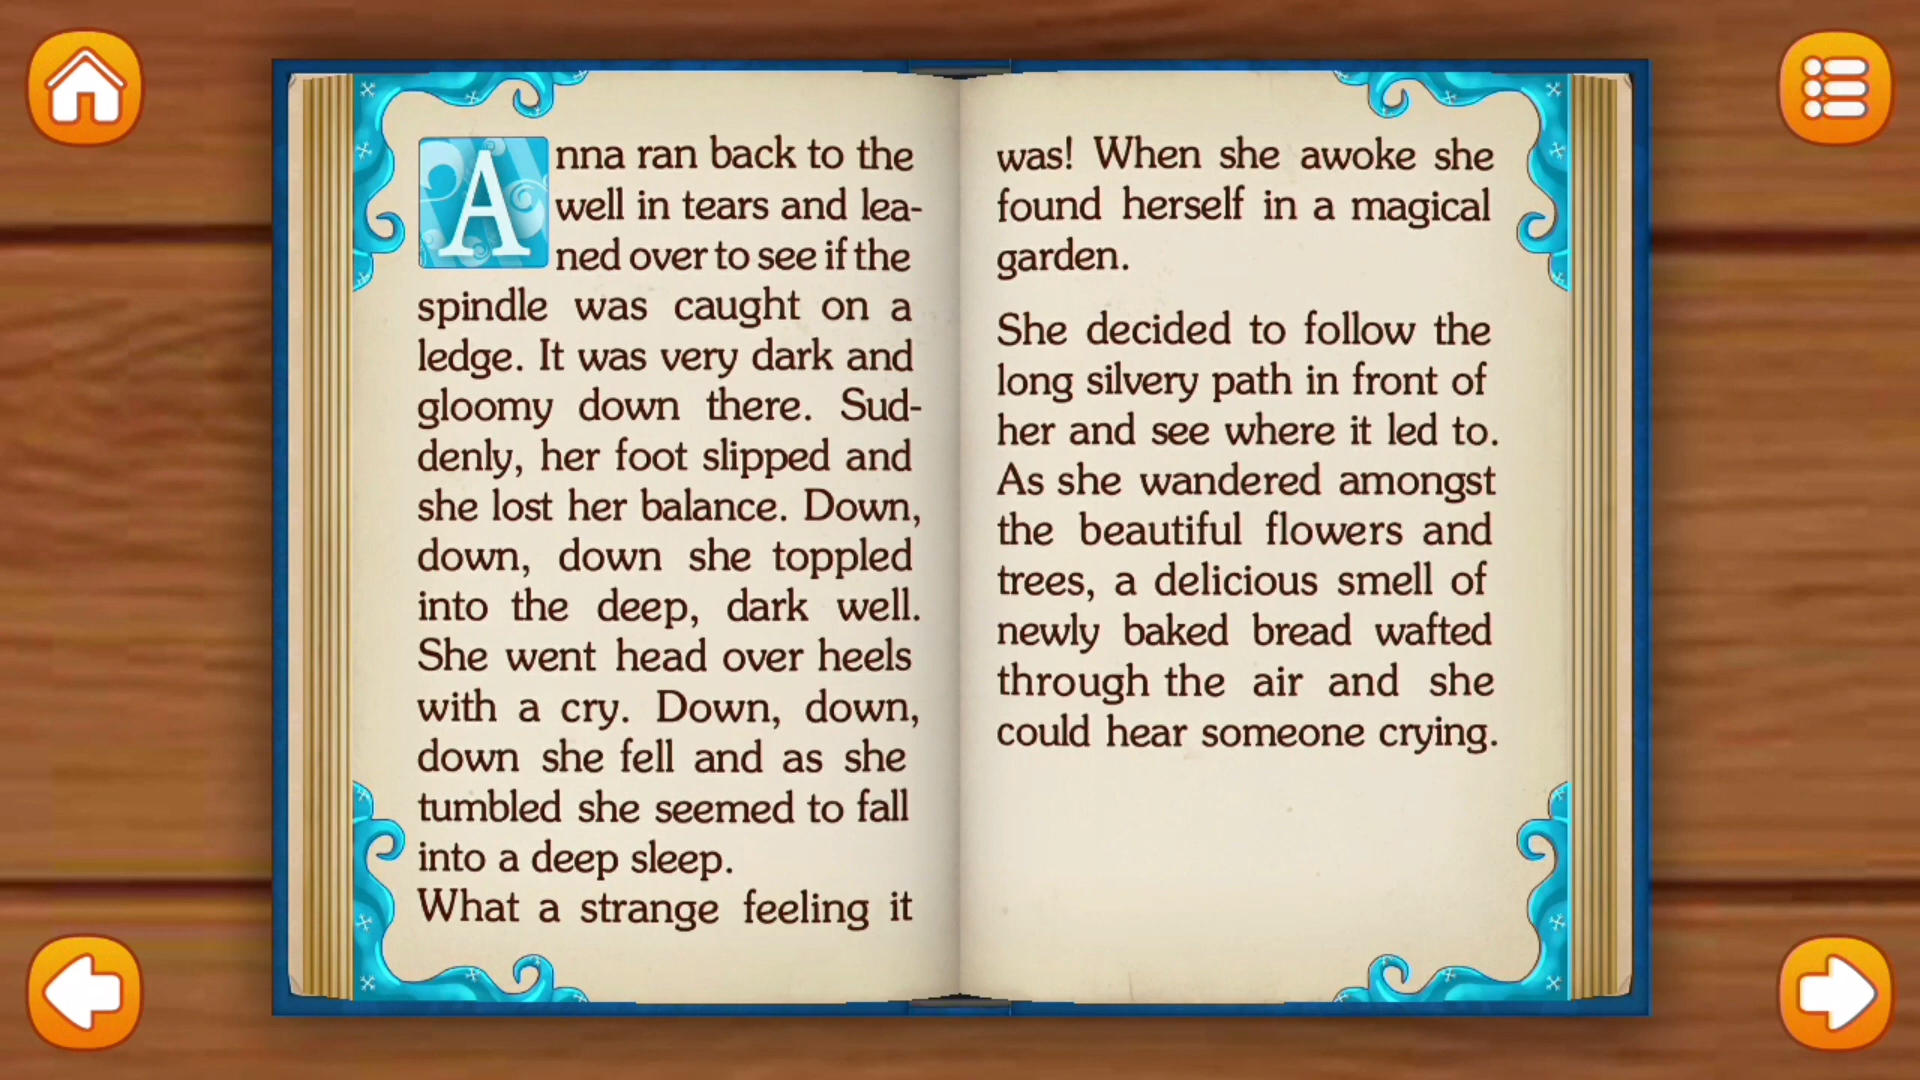 Anna ran back to the
well in tears and lea-
ned over to see if the
spindle was caught on a
ledge. It was very dark and
gloomy down there. Sud-
denly, her foot slipped and
she lost her balance. Down,
down, down she toppled
into the deep, dark well.
She went head over heels
with a cry. Down, down,
down she fell and as she
tumbled she seemed to fall
into a deep sleep.
What a strange feeling it
was! When she awoke she
found herself in a magical
garden.
She decided to follow the
long silvery path in front of
her and see where it led to.
As she wandered amongst
the beautiful flowers and
trees, a delicious smell of
newly baked bread wafted
through the air and she
could hear someone crying.